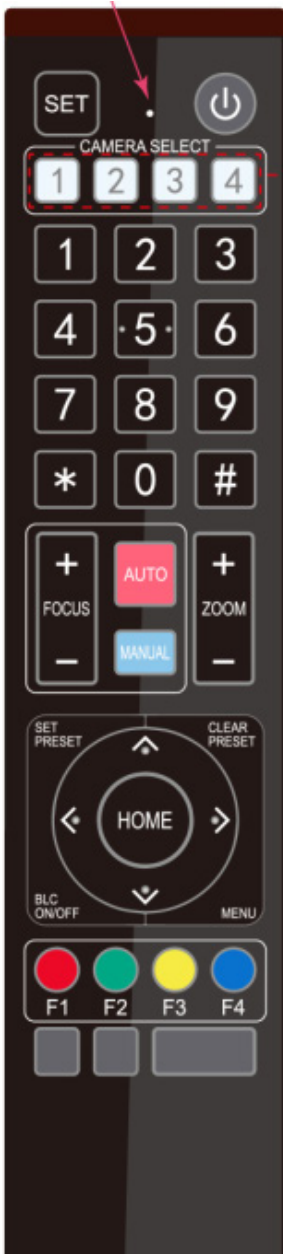 SET
CAMERA SELECT
1 2 3 4
1 2 3
4 5 6
7 8 9
* 0 #
+ AUTO +
FOCUS ZOOM
- MANUAL -
SET PRESET
CLEAR PRESET
HOME
BLC ON/OFF
MENU
F1 F2 F3 F4